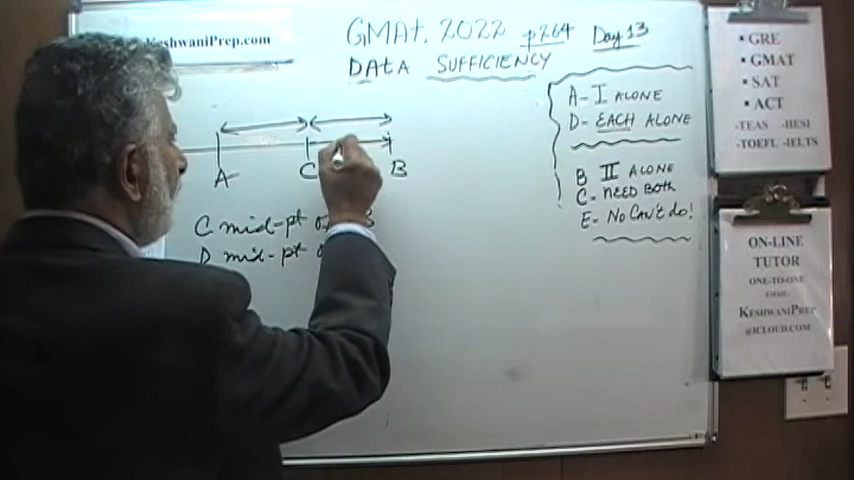 KeshwaniPrep.com
GMAt. 2022 p264 Day 13
DAtA SUFFICIENCY
A- I ALONE
D- EACH ALONE
B II ALONE
C- NEED BOTH
E- No CAN'T do!
A C B
C mid-pt
D mid-pt
• GRE
• GMAT
• SAT
• ACT
-TEAS -HESI
-TOEFL -IELTS
ON-LINE
TUTOR
ONE-TO-ONE
EMAIL
KESHWANIPREP
@ICLOUD.COM